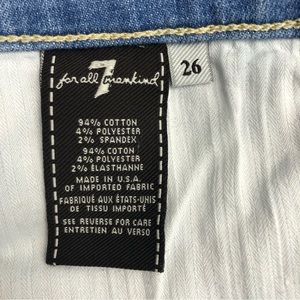 7
for all mankind
26
94% COTTON
4% POLYESTER
2% SPANDEX
94% COTON
4% POLYESTER
2% ÉLASTHANNE
MADE IN U.S.A.
OF IMPORTED FABRIC
FABRIQUÉ AUX ÉTATS-UNIS
DE TISSU IMPORTÉ
SEE REVERSE FOR CARE
ENTRETIEN AU VERSO